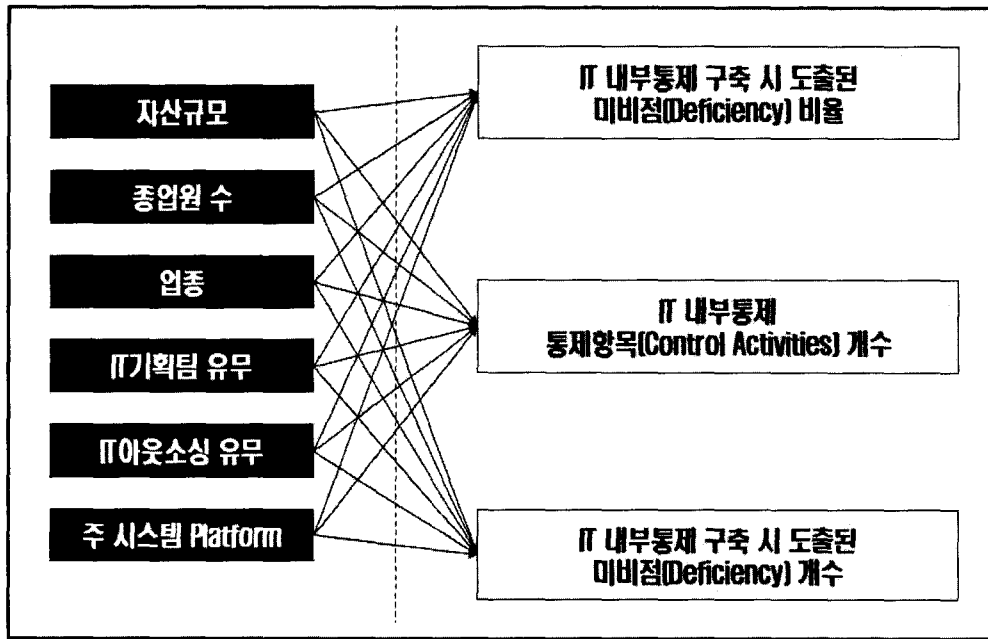 자산규모
종업원 수
업종
IT기획팀 유무
IT아웃소싱 유무
주 시스템 Platform
IT 내부통제 구축 시 도출된
미비점(Deficiency) 비율
IT 내부통제
통제항목(Control Activities) 개수
IT 내부통제 구축 시 도출된
미비점(Deficiency) 개수